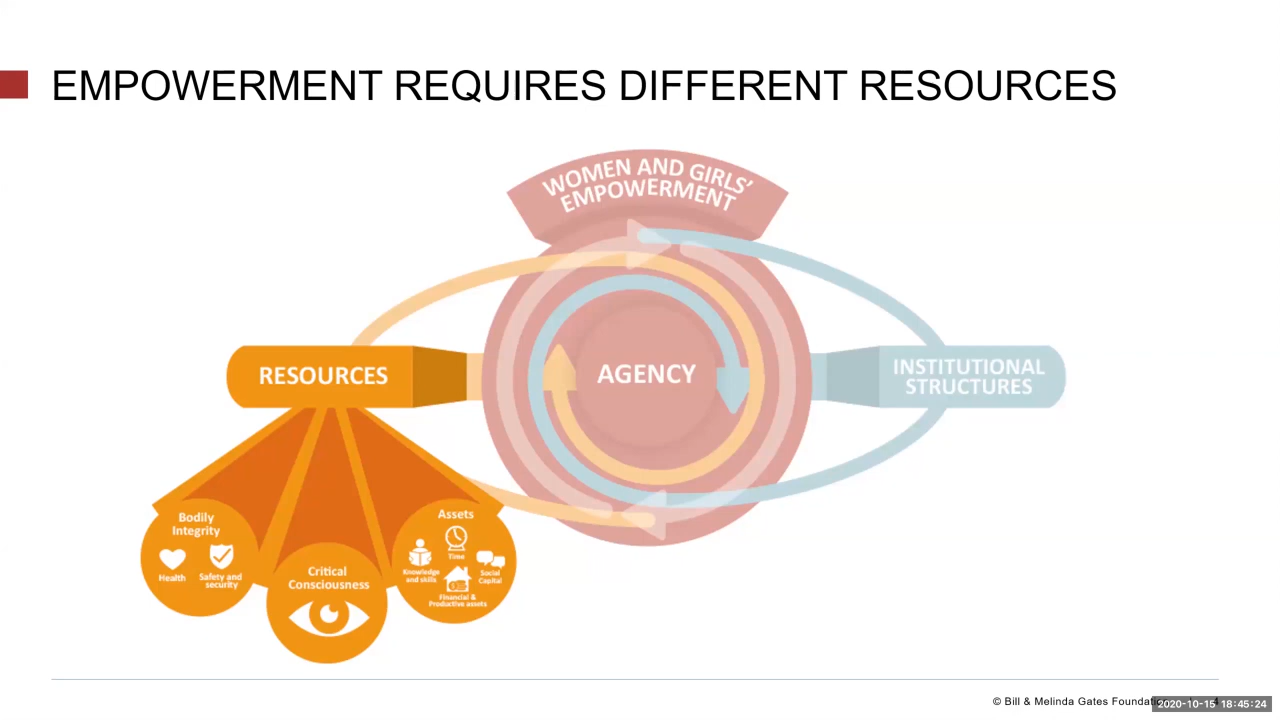 EMPOWERMENT REQUIRES DIFFERENT RESOURCES
WOMEN AND GIRLS'
EMPOWERMENT
RESOURCES
AGENCY
INSTITUTIONAL
STRUCTURES
Bodily
Integrity
Health
Safety and
security
Critical
Consciousness
Assets
Time
Knowledge
and skills
Social
Capital
Financial &
Productive assets
© Bill & Melinda Gates Foundation
2020-10-15 18:45:24